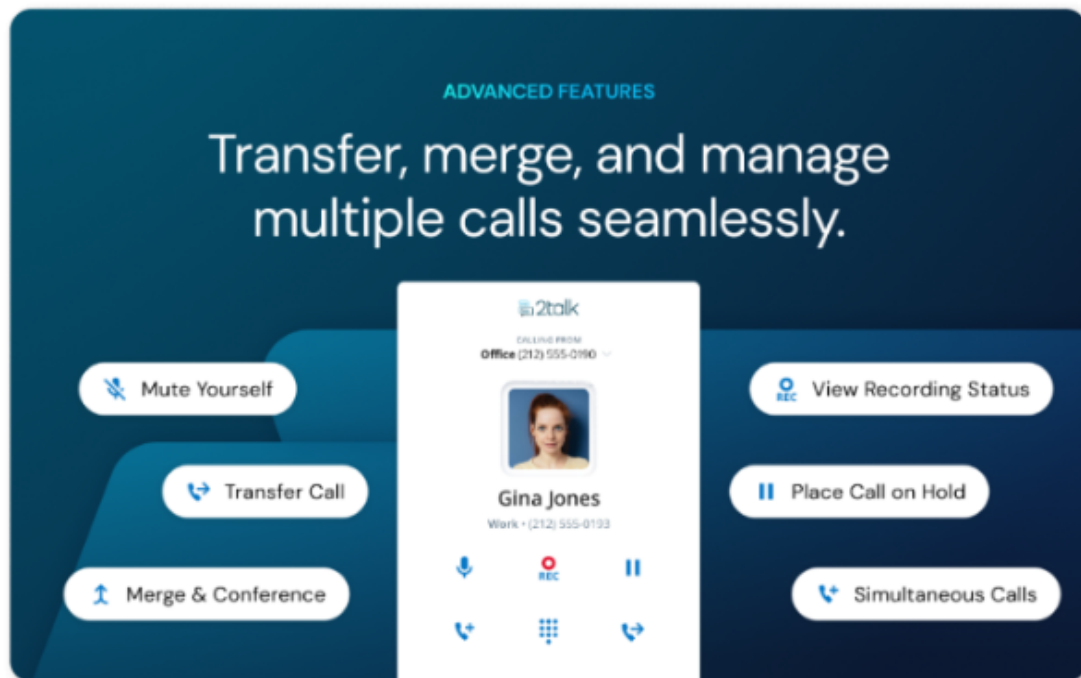 ADVANCED FEATURES
Transfer, merge, and manage
multiple calls seamlessly.
2talk
CALLING FROM
Office (212) 555-0190
Mute Yourself
View Recording Status
Transfer Call
Place Call on Hold
Gina Jones
Work • (212) 555-0193
REC
Merge & Conference
Simultaneous Calls
REC